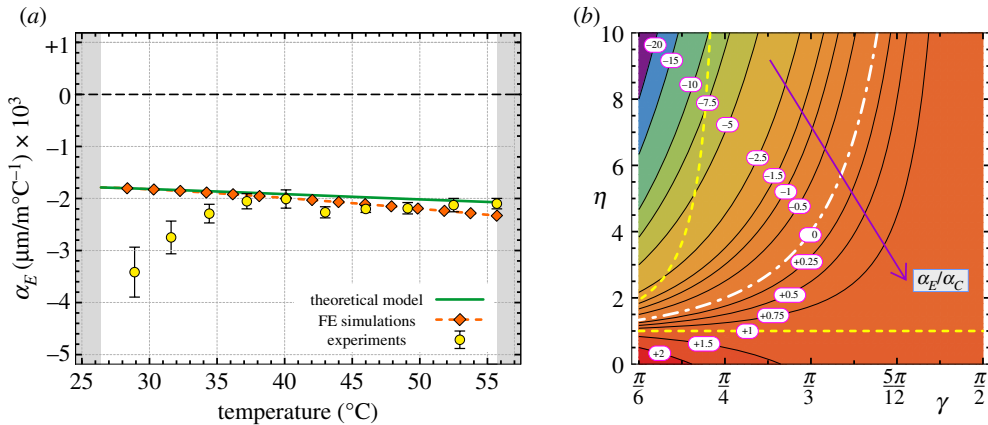 (a)
+1
0
−1
−2
−3
−4
−5
α_E (μm/m°C⁻¹) × 10³
25 30 35 40 45 50 55
temperature (°C)
theoretical model
FE simulations
experiments
(b)
10
8
6
4
2
0
η
−20
−15
−10
−7.5
−5
−2.5
−1.5
−1
−0.5
0
+0.25
+0.5
+0.75
+1
+1.5
+2
α_E/α_C
π/6 π/4 π/3 5π/12 π/2
γ